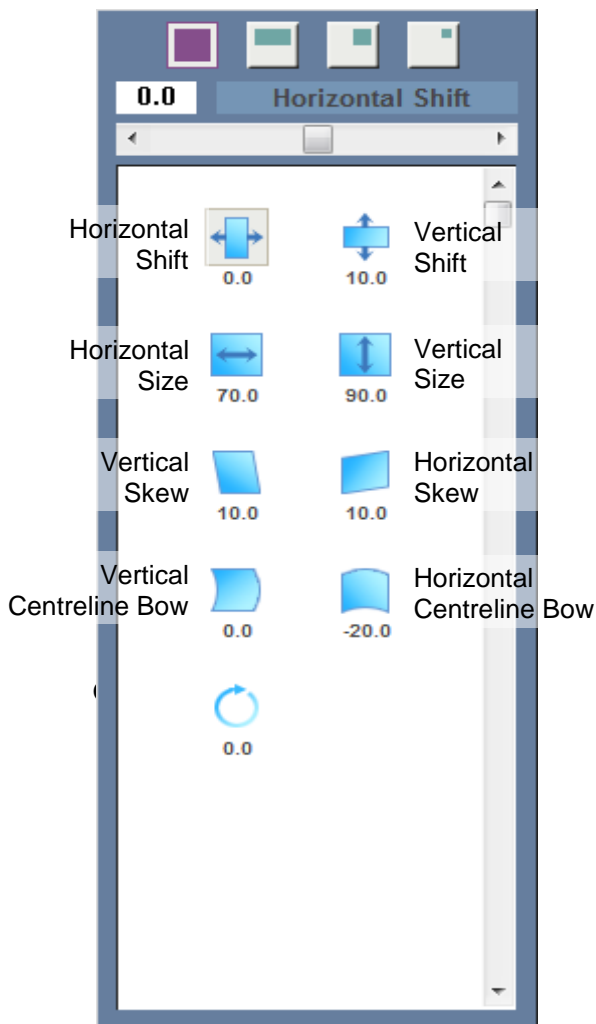 0.0 Horizontal Shift
Horizontal
Shift
0.0
Vertical
Shift
10.0
Horizontal
Size
70.0
Vertical
Size
90.0
Vertical
Skew
10.0
Horizontal
Skew
10.0
Vertical
Centreline Bow
0.0
Horizontal
Centreline Bow
-20.0
0.0